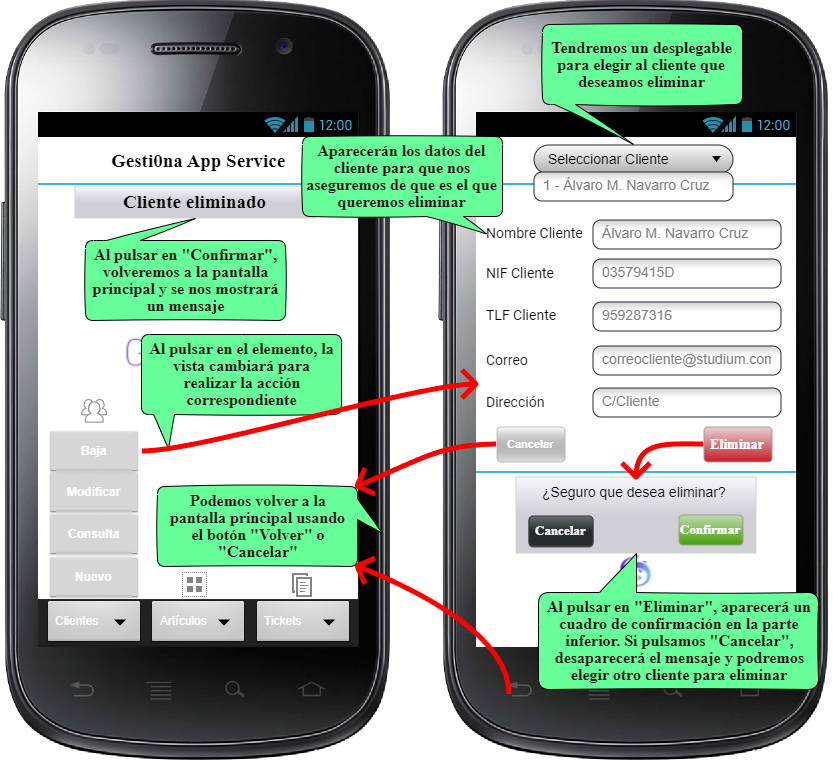 12:00
Gesti0na App Service
Cliente eliminado
Al pulsar en "Confirmar",
volveremos a la pantalla
principal y se nos mostrará
un mensaje
Al pulsar en el elemento, la
vista cambiará para
realizar la acción
correspondiente
Baja
Modificar
Consulta
Nuevo
Podemos volver a la
pantalla principal usando
el botón "Volver" o
"Cancelar"
Clientes
Artículos
Tickets
Tendremos un desplegable
para elegir al cliente que
deseamos eliminar
12:00
Aparecerán los datos del
cliente para que nos
aseguremos de que es el que
queremos eliminar
Seleccionar Cliente
1 - Álvaro M. Navarro Cruz
Nombre Cliente
Álvaro M. Navarro Cruz
NIF Cliente
03579415D
TLF Cliente
959287316
Correo
correocliente@studium.com
Dirección
C/Cliente
Cancelar
Eliminar
¿Seguro que desea eliminar?
Cancelar
Confirmar
Al pulsar en "Eliminar", aparecerá un
cuadro de confirmación en la parte
inferior. Si pulsamos "Cancelar",
desaparecerá el mensaje y podremos
elegir otro cliente para eliminar